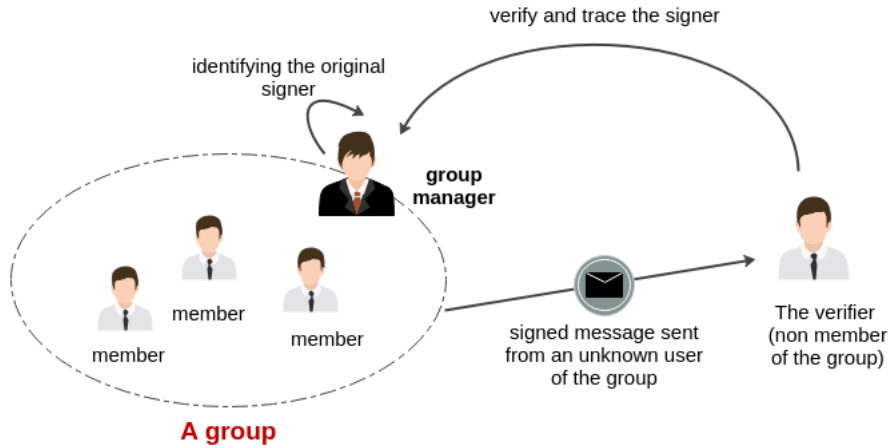 verify and trace the signer
identifying the original
signer
group
manager
member
member
member
signed message sent
from an unknown user
of the group
The verifier
(non member
of the group)
A group